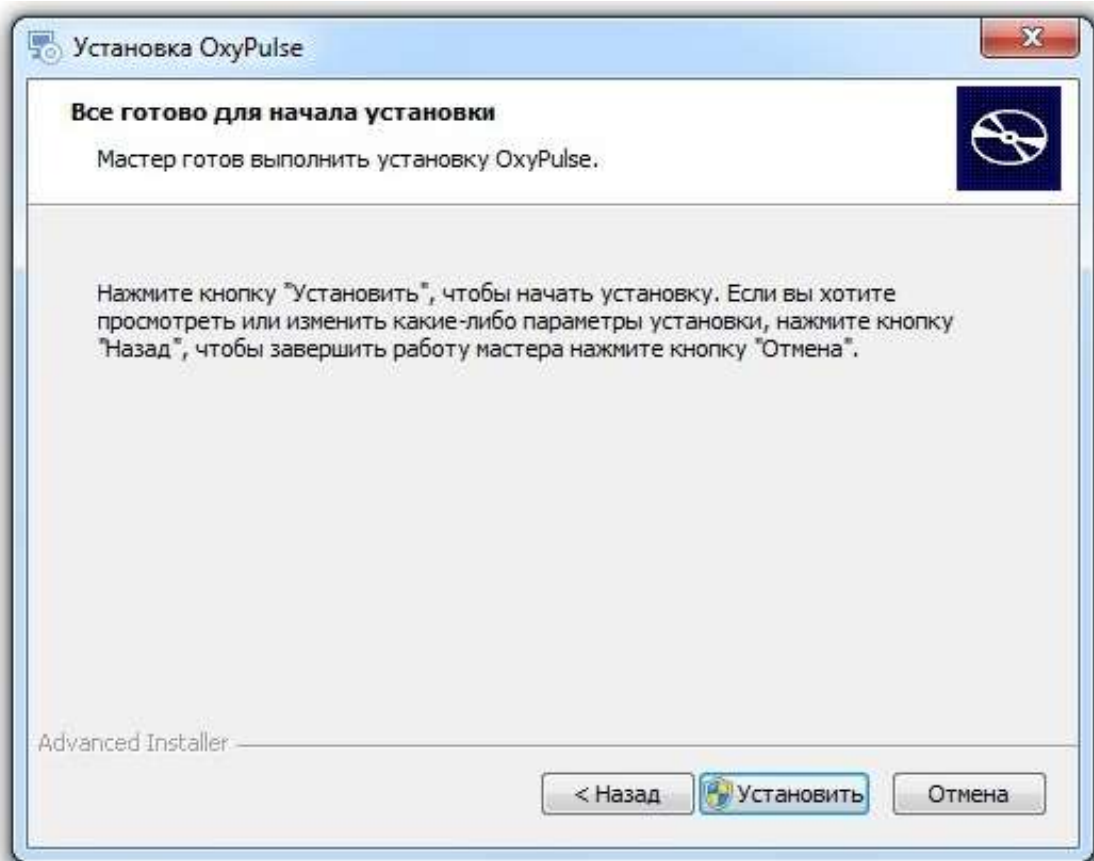 Установка OxyPulse
Все готово для начала установки
Мастер готов выполнить установку OxyPulse.
Нажмите кнопку "Установить", чтобы начать установку. Если вы хотите
просмотреть или изменить какие-либо параметры установки, нажмите кнопку
"Назад", чтобы завершить работу мастера нажмите кнопку "Отмена".
Advanced Installer
< Назад Установить Отмена